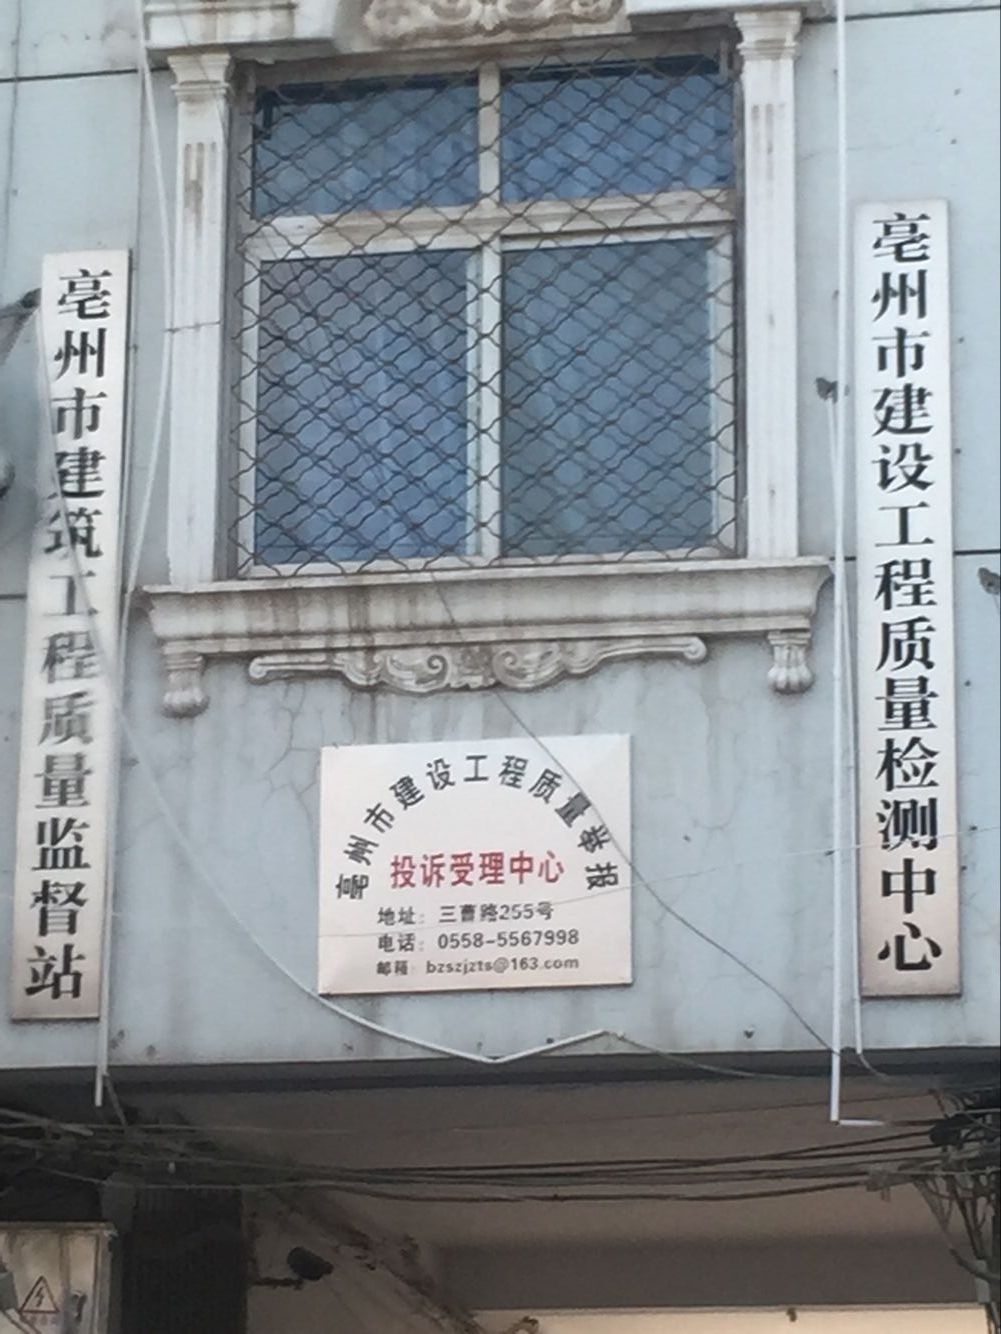 亳州市建筑工程质量监督站
亳州市建设工程质量举报
投诉受理中心
地址：三曹路255号
电话：0558-5567998
邮箱：bzszjzts@163.com
亳州市建设工程质量检测中心